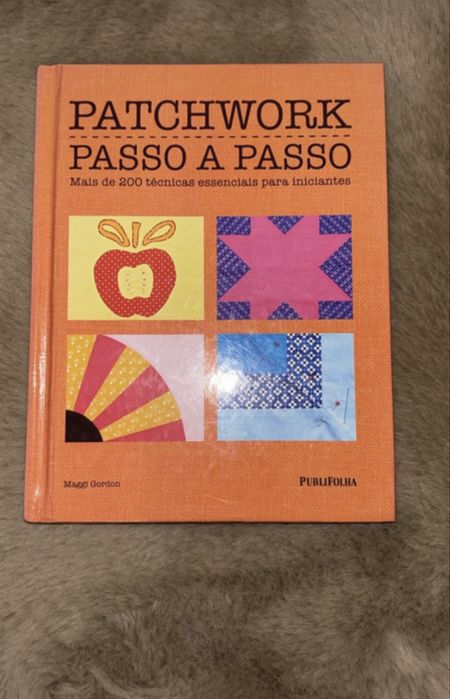 PATCHWORK
PASSO A PASSO
Mais de 200 técnicas essenciais para iniciantes
Maggi Gordon
PUBLIFOLHA